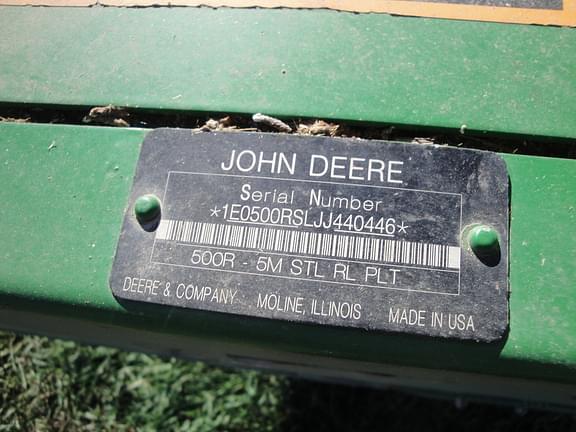 JOHN DEERE
Serial Number
*1E0500RSLJJ440446*
500R - 5M STL RL PLT
DEERE & COMPANY MOLINE, ILLINOIS MADE IN USA